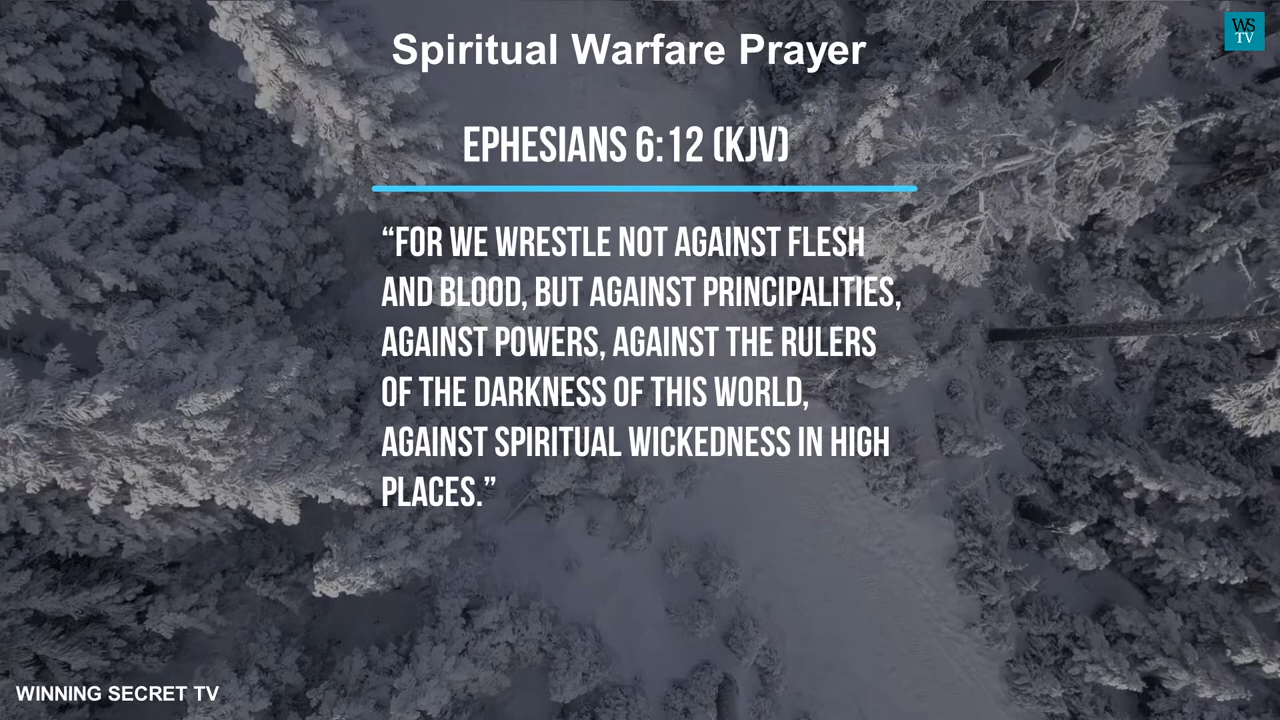 WS
TV
Spiritual Warfare Prayer
EPHESIANS 6:12 (KJV)
“FOR WE WRESTLE NOT AGAINST FLESH
AND BLOOD, BUT AGAINST PRINCIPALITIES,
AGAINST POWERS, AGAINST THE RULERS
OF THE DARKNESS OF THIS WORLD,
AGAINST SPIRITUAL WICKEDNESS IN HIGH
PLACES.”
WINNING SECRET TV